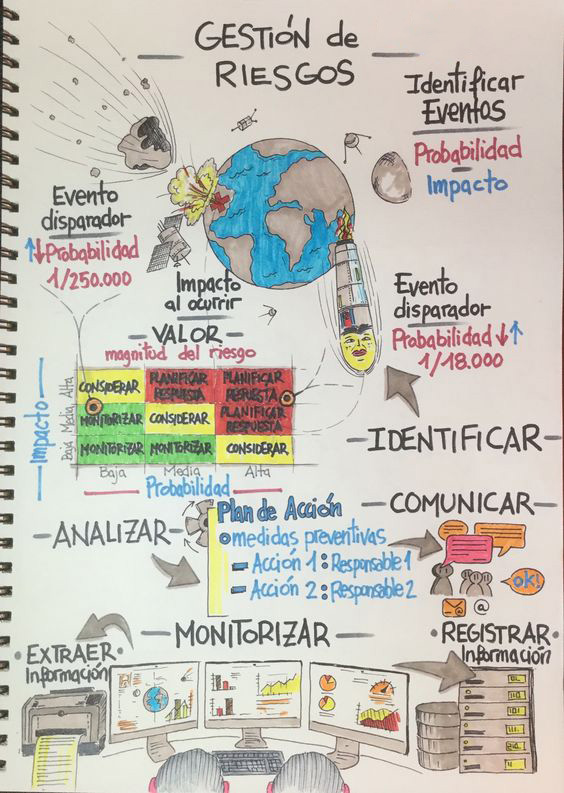 GESTIÓN de
RIESGOS
Identificar
Eventos
Probabilidad
Impacto
Evento
disparador
Probabilidad
1/250.000
Impacto
al ocurrir
Evento
disparador
Probabilidad
1/18.000
VALOR
magnitud del riesgo
Impacto
Alta
Media
Baja
CONSIDERAR
PLANIFICAR
RESPUESTA
PLANIFICAR
RESPUESTA
MONITORIZAR
CONSIDERAR
PLANIFICAR
RESPUESTA
MONITORIZAR
MONITORIZAR
CONSIDERAR
Baja
Media
Alta
Probabilidad
IDENTIFICAR
ANALIZAR
Plan de Acción
medidas preventivas
Acción 1: Responsable 1
Acción 2: Responsable 2
COMUNICAR
OK!
@
MONITORIZAR
EXTRAER
Información
REGISTRAR
Información